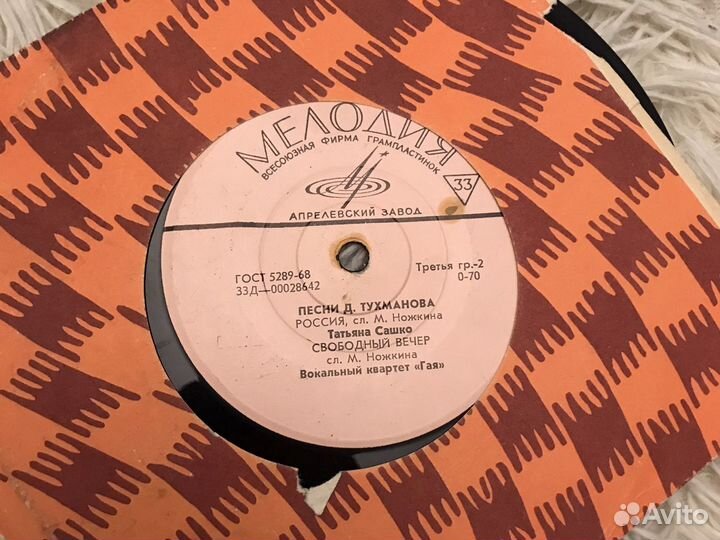 МЕЛОДИЯ
ВСЕСОЮЗНАЯ ФИРМА ГРАМПЛАСТИНОК
33
АПРЕЛЕВСКИЙ ЗАВОД
ГОСТ 5289-68
Третья гр.-2
33Д—00028642
0-70
ПЕСНИ Д. ТУХМАНОВА
РОССИЯ, сл. М. Ножкина
Татьяна Сашко
СВОБОДНЫЙ ВЕЧЕР
сл. М. Ножкина
Вокальный квартет «Гая»
Avito